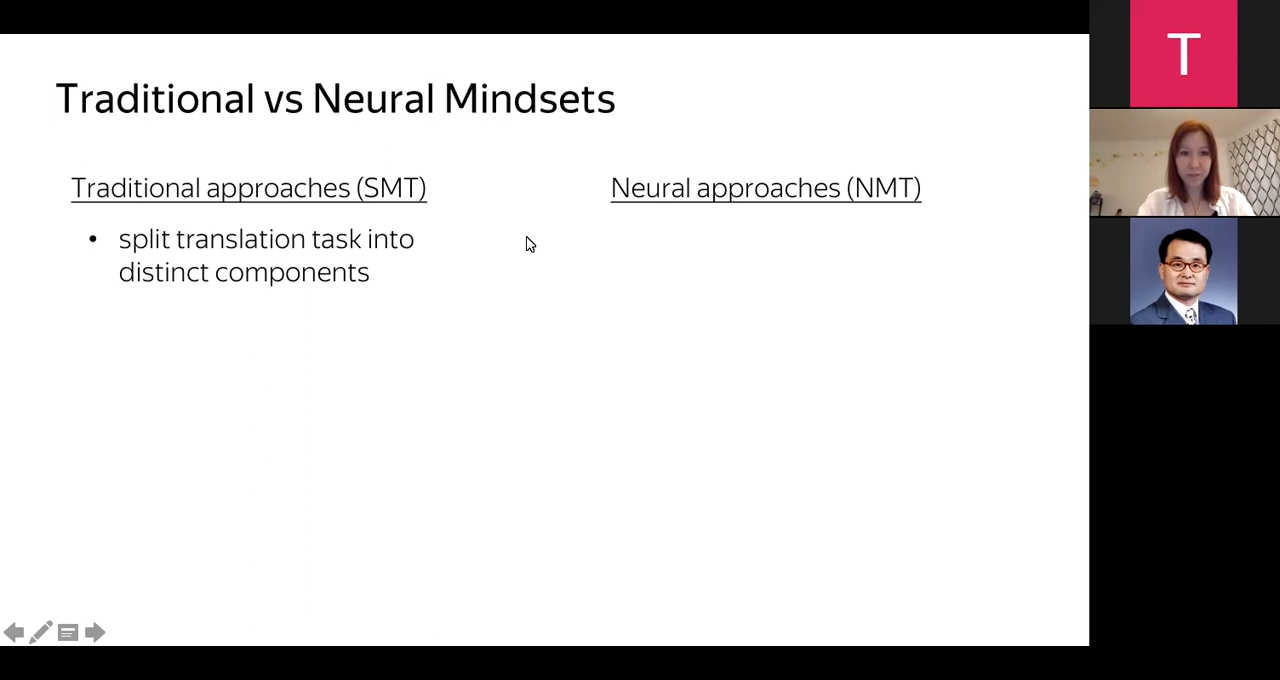 Traditional vs Neural Mindsets
Traditional approaches (SMT)
• split translation task into
distinct components
Neural approaches (NMT)
T